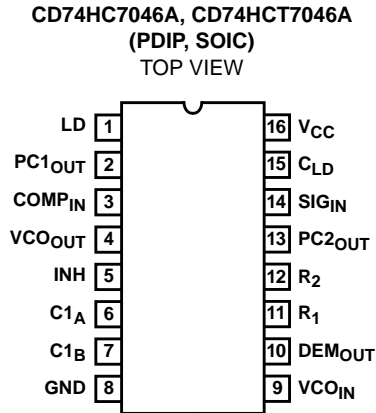 CD74HC7046A, CD74HCT7046A
(PDIP, SOIC)
TOP VIEW
LD 1 16 VCC
PC1OUT 2 15 CLD
COMPIN 3 14 SIGIN
VCOOUT 4 13 PC2OUT
INH 5 12 R2
C1A 6 11 R1
C1B 7 10 DEMOUT
GND 8 9 VCOIN